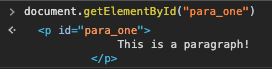 > document.getElementById("para_one")
<· <p id="para_one">
This is a paragraph!
</p>